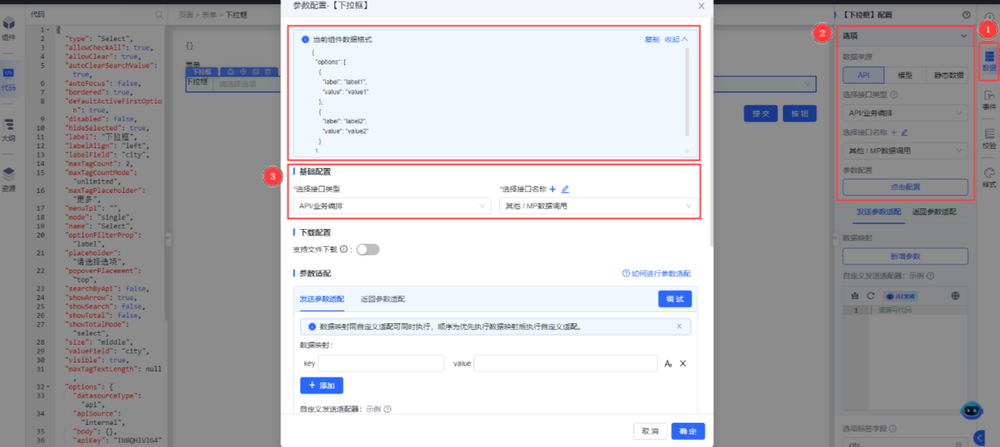 参数配置-【下拉框】
代码
页面 > 表单 > 下拉框
【下拉框】配置
组件
代码
大纲
资源
1
{
2
"type": "Select",
3
"allowCheckAll": true,
4
"allowClear": true,
5
"autoClearSearchValue":
true,
6
"autoFocus": false,
7
"bordered": true,
8
"defaultActiveFirstOptio
n": true,
9
"disabled": false,
10
"hideSelected": true,
11
"label": "下拉框",
12
"labelAlign": "left",
13
"labelField": "city",
14
"maxTagCount": 2,
15
"maxTagCountMode":
"unlimited",
16
"maxTagPlaceholder":
"更多",
17
"menuTpl": "",
18
"mode": "single",
19
"name": "Select",
20
"optionFilterProp":
"label",
21
"placeholder":
"请选择选项",
22
"popoverPlacement":
"top",
23
"searchByApi": false,
24
"showArrow": true,
25
"showSearch": false,
26
"showTotal": false,
27
"showTotalMode":
"select",
28
"size": "middle",
29
"valueField": "city",
30
"visible": true,
31
"maxTagTextLength": null
,
32
"options": {
33
"datasourceType":
"api",
34
"apiSource":
"internal",
35
"body": {},
36
"apiKey": "IN8QHlVlG4"
{}
表单
下拉框
下拉框
请选择选项
提 交
按 钮
当前组件数据格式
复制
收起
{
"options": [
{
"label": "label1",
"value": "value1"
},
{
"label": "label2",
"value": "value2"
}
]
3
基础配置
*选择接口类型
*选择接口名称 +
API/业务编排
其他 / MP数据调用
下载配置
支持文件下载 :
参数适配
如何进行参数适配
发送参数适配
返回参数适配
调 试
数据映射同自定义适配可同时执行，顺序为优先执行数据映射后执行自定义适配。
数据映射:
key
value
+ 添加
自定义发送适配器: 示例
取 消
确 定
2
1
选项
数据来源
API
模型
静态数据
选择接口类型
API/业务编排
选择接口名称 +
其他 / MP数据调用
参数配置
点击配置
发送参数适配
返回参数适配
数据映射
新增参数
自定义发送适配器: 示例
AI生成
1
请编写代码
选项标签字段
city
数据
事件
校验
样式